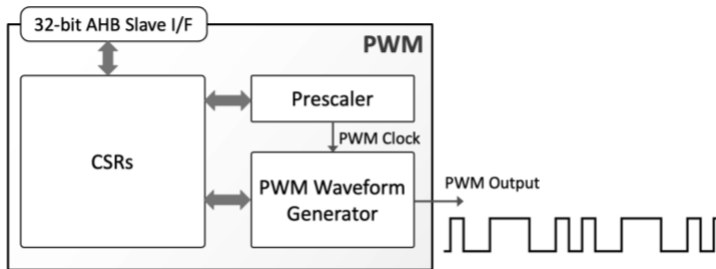 32-bit AHB Slave I/F
PWM
Prescaler
PWM Clock
CSRs
PWM Waveform
Generator
PWM Output